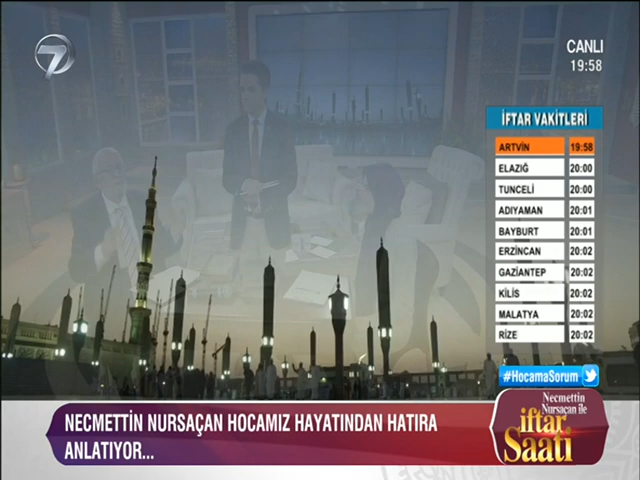 7
CANLI
19:58
İFTAR VAKİTLERİ
ARTVİN 19:58
ELAZIĞ 20:00
TUNCELİ 20:00
ADIYAMAN 20:01
BAYBURT 20:01
ERZİNCAN 20:02
GAZİANTEP 20:02
KİLİS 20:02
MALATYA 20:02
RİZE 20:02
#HocamaSorum
NECMETTİN NURSAÇAN HOCAMIZ HAYATINDAN HATIRA
ANLATIYOR...
Necmettin
Nursaçan ile
iftar
Saati